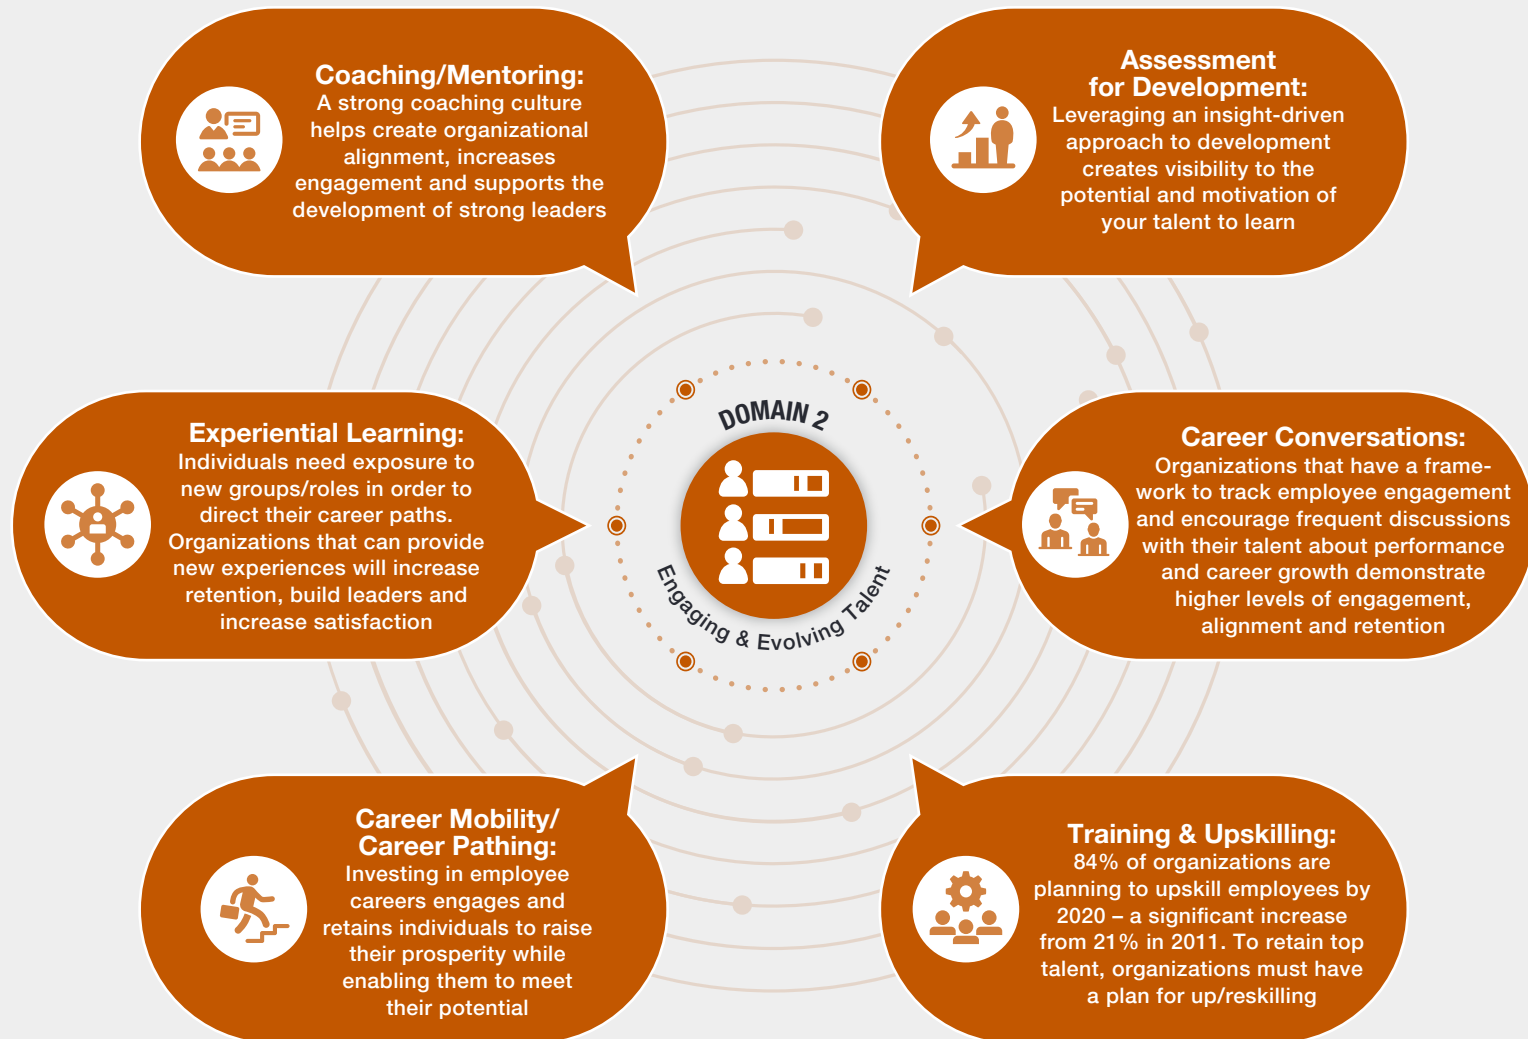 Coaching/Mentoring:
A strong coaching culture
helps create organizational
alignment, increases
engagement and supports the
development of strong leaders
Assessment
for Development:
Leveraging an insight-driven
approach to development
creates visibility to the
potential and motivation of
your talent to learn
Experiential Learning:
Individuals need exposure to
new groups/roles in order to
direct their career paths.
Organizations that can provide
new experiences will increase
retention, build leaders and
increase satisfaction
DOMAIN 2
Engaging & Evolving Talent
Career Conversations:
Organizations that have a frame-
work to track employee engagement
and encourage frequent discussions
with their talent about performance
and career growth demonstrate
higher levels of engagement,
alignment and retention
Career Mobility/
Career Pathing:
Investing in employee
careers engages and
retains individuals to raise
their prosperity while
enabling them to meet
their potential
Training & Upskilling:
84% of organizations are
planning to upskill employees by
2020 – a significant increase
from 21% in 2011. To retain top
talent, organizations must have
a plan for up/reskilling